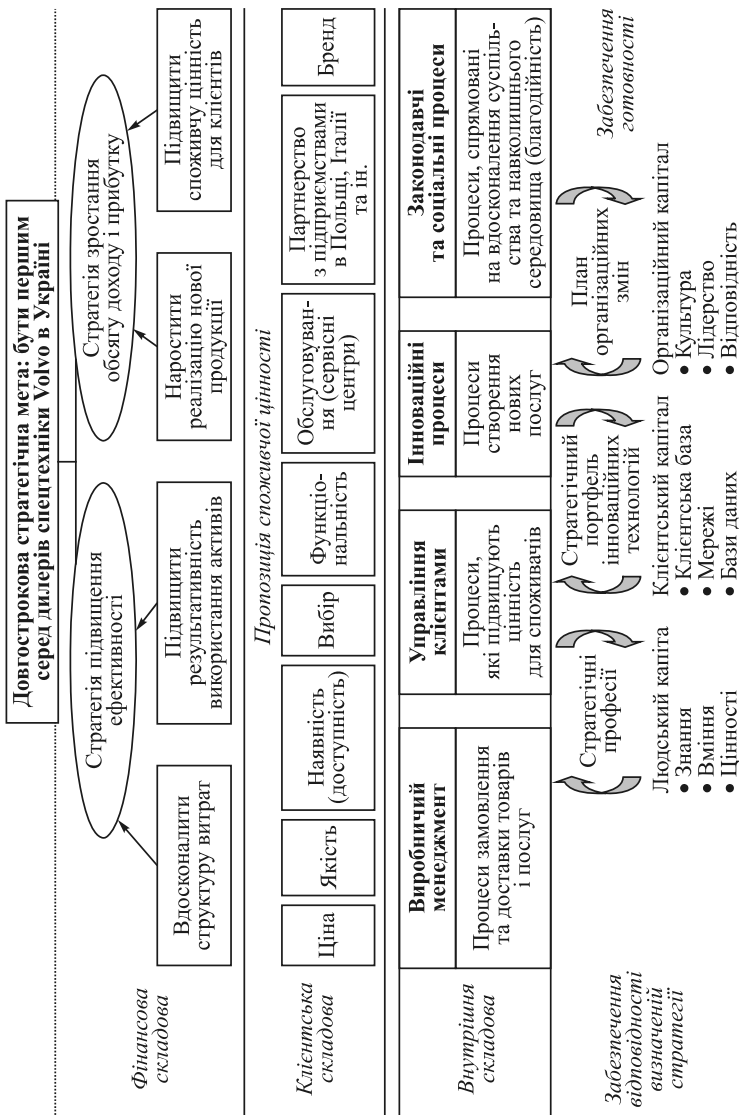 Довгострокова стратегічна мета: бути першим
серед дилерів спецтехніки Volvo в Україні
Фінансова
складова
Стратегія підвищення
ефективності
Стратегія зростання
обсягу доходу і прибутку
Вдосконалити
структуру витрат
Підвищити
результативність
використання активів
Наростити
реалізацію нової
продукції
Підвищити
споживчу цінність
для клієнтів
Клієнтська
складова
Пропозиція споживчої цінності
Ціна
Якість
Наявність
(доступність)
Вибір
Функціо-
нальність
Обслуговуван-
ня (сервісні
центри)
Партнерство
з підприємствами
в Польщі, Італії
та ін.
Бренд
Внутрішня
складова
Виробничий
менеджмент
Процеси замовлення
та доставки товарів
і послуг
Управління
клієнтами
Процеси,
які підвищують
цінність
для споживачів
Інноваційні
процеси
Процеси
створення
нових
послуг
Законодавчі
та соціальні процеси
Процеси, спрямовані
на вдосконалення суспіль-
ства та навколишнього
середовища (благодійність)
Забезпечення
відповідності
визначеній
стратегії
Стратегічні
професії
Стратегічний
портфель
інноваційних
технологій
План
організаційних
змін
Забезпечення
готовності
Людський капіта
• Знання
• Вміння
• Цінності
Клієнтський капітал
• Клієнтська база
• Мережі
• Бази даних
Організаційний капітал
• Культура
• Лідерство
• Відповідність